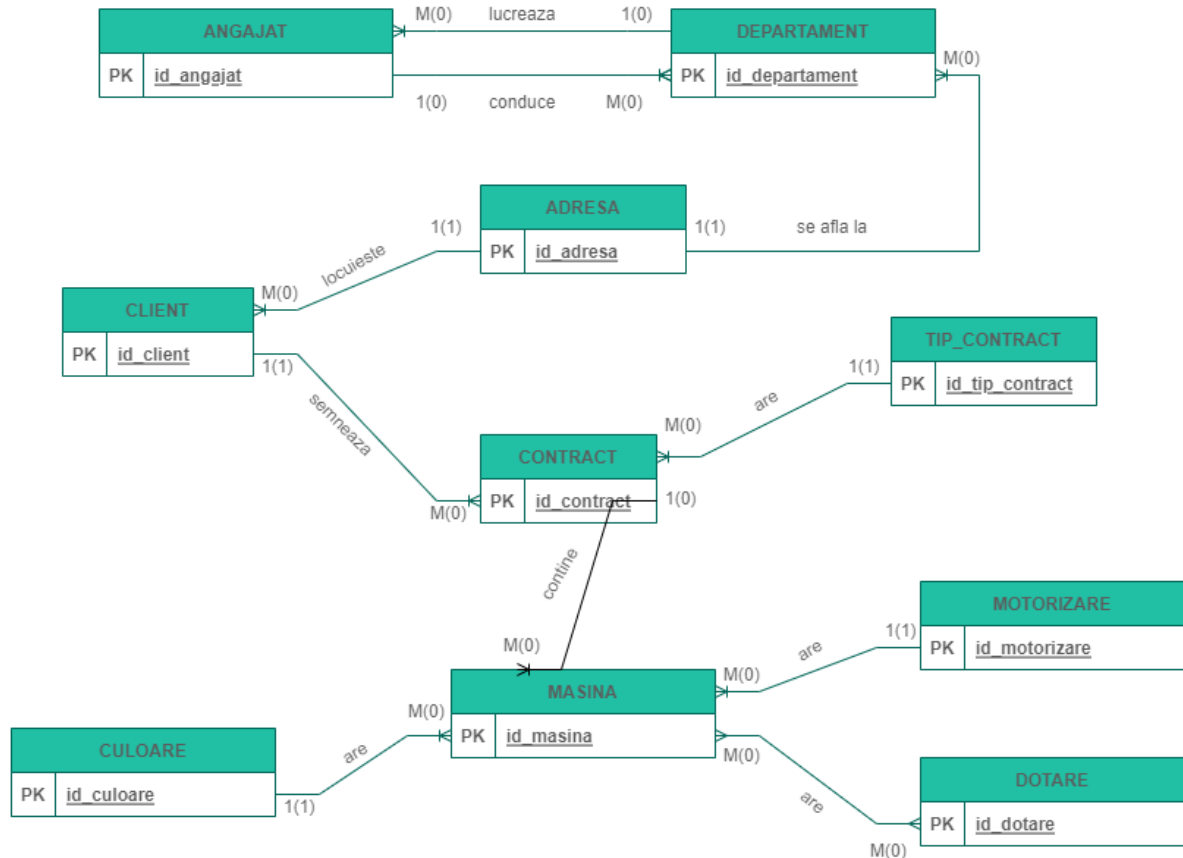 M(0) lucreaza 1(0)
ANGAJAT
PK id_angajat
DEPARTAMENT
PK id_departament
M(0)
1(0) conduce M(0)
ADRESA
PK id_adresa
1(1)
1(1)
se afla la
locuieste
M(0)
CLIENT
PK id_client
1(1)
TIP_CONTRACT
PK id_tip_contract
1(1)
are
M(0)
semneaza
CONTRACT
PK id_contract
M(0)
1(0)
contine
M(0)
MOTORIZARE
PK id_motorizare
1(1)
are
M(0)
MASINA
PK id_masina
M(0)
M(0)
CULOARE
PK id_culoare
are
1(1)
DOTARE
PK id_dotare
are
M(0)